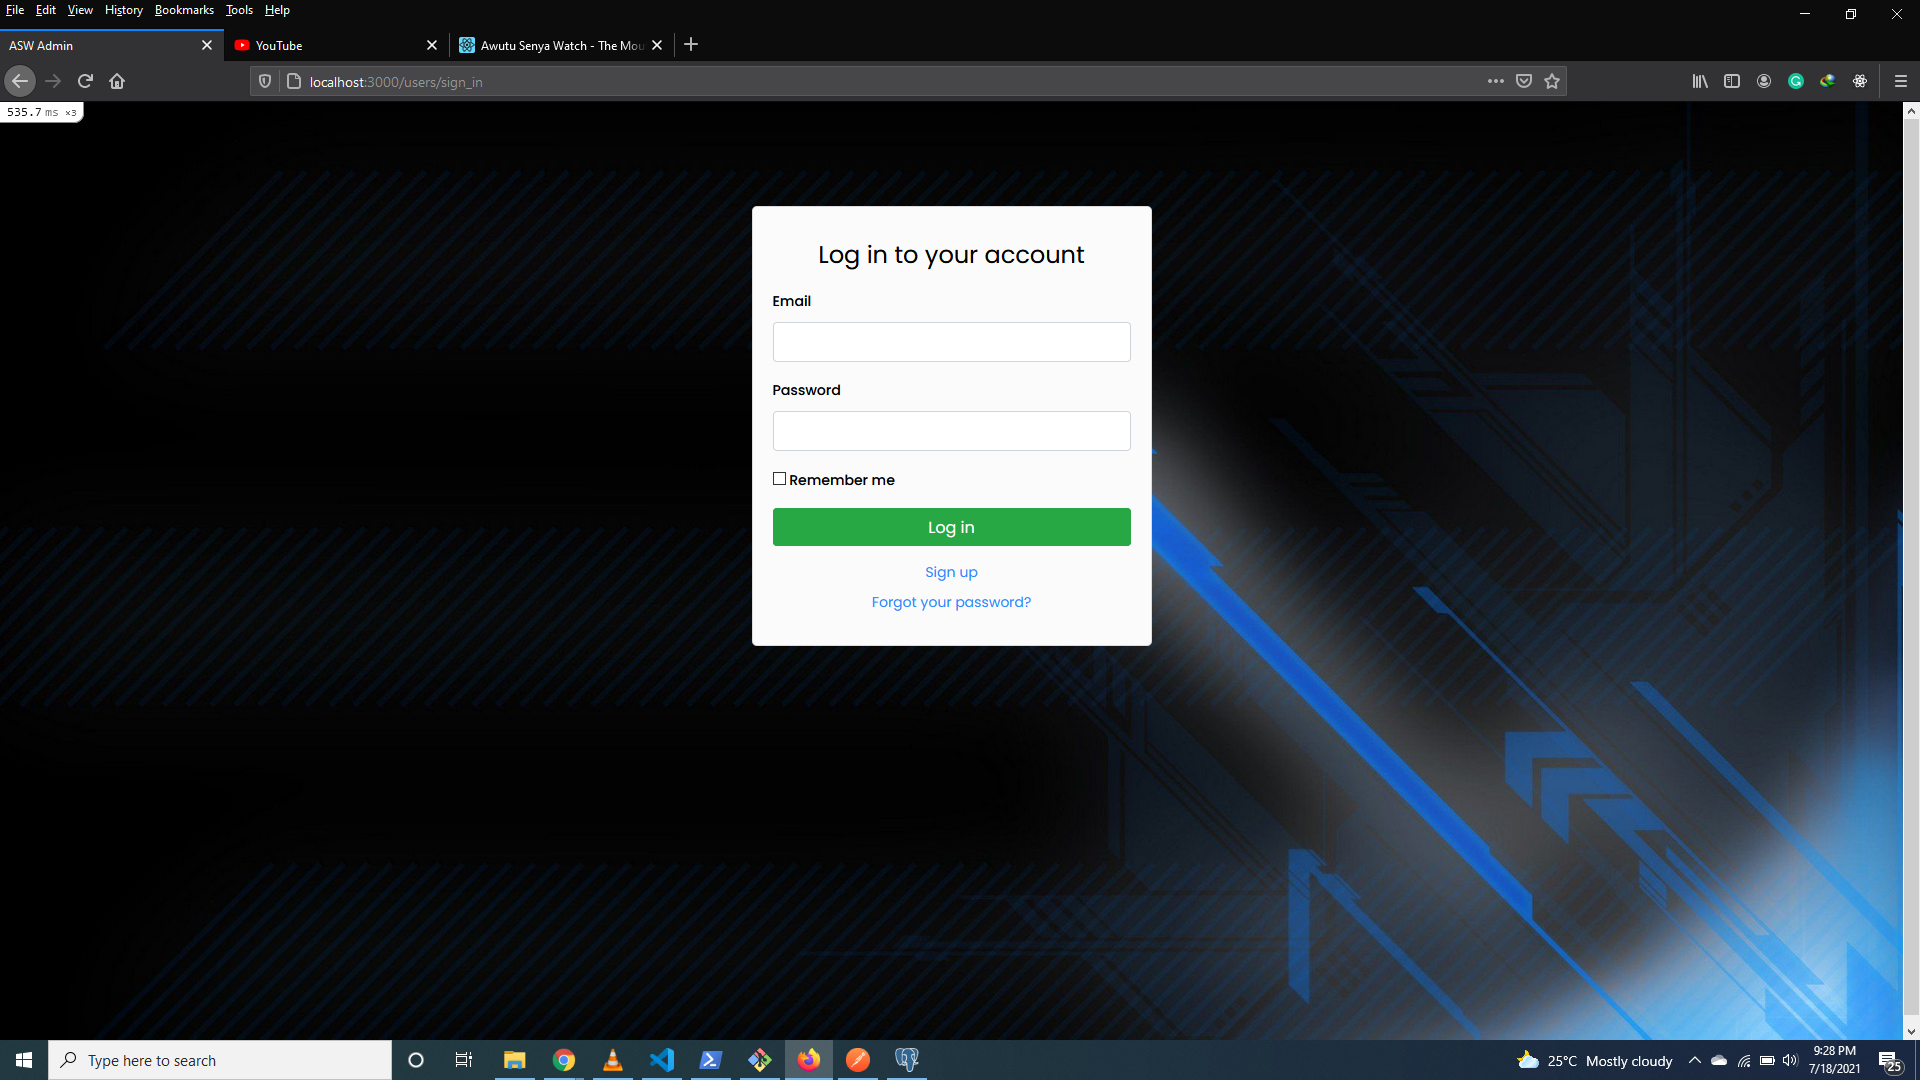 File Edit View History Bookmarks Tools Help
ASW Admin
YouTube
Awutu Senya Watch - The Mou
localhost:3000/users/sign_in
535.7 ms ×3
Log in to your account
Email
Password
Remember me
Log in
Sign up
Forgot your password?
Type here to search
25°C Mostly cloudy
9:28 PM
7/18/2021
25